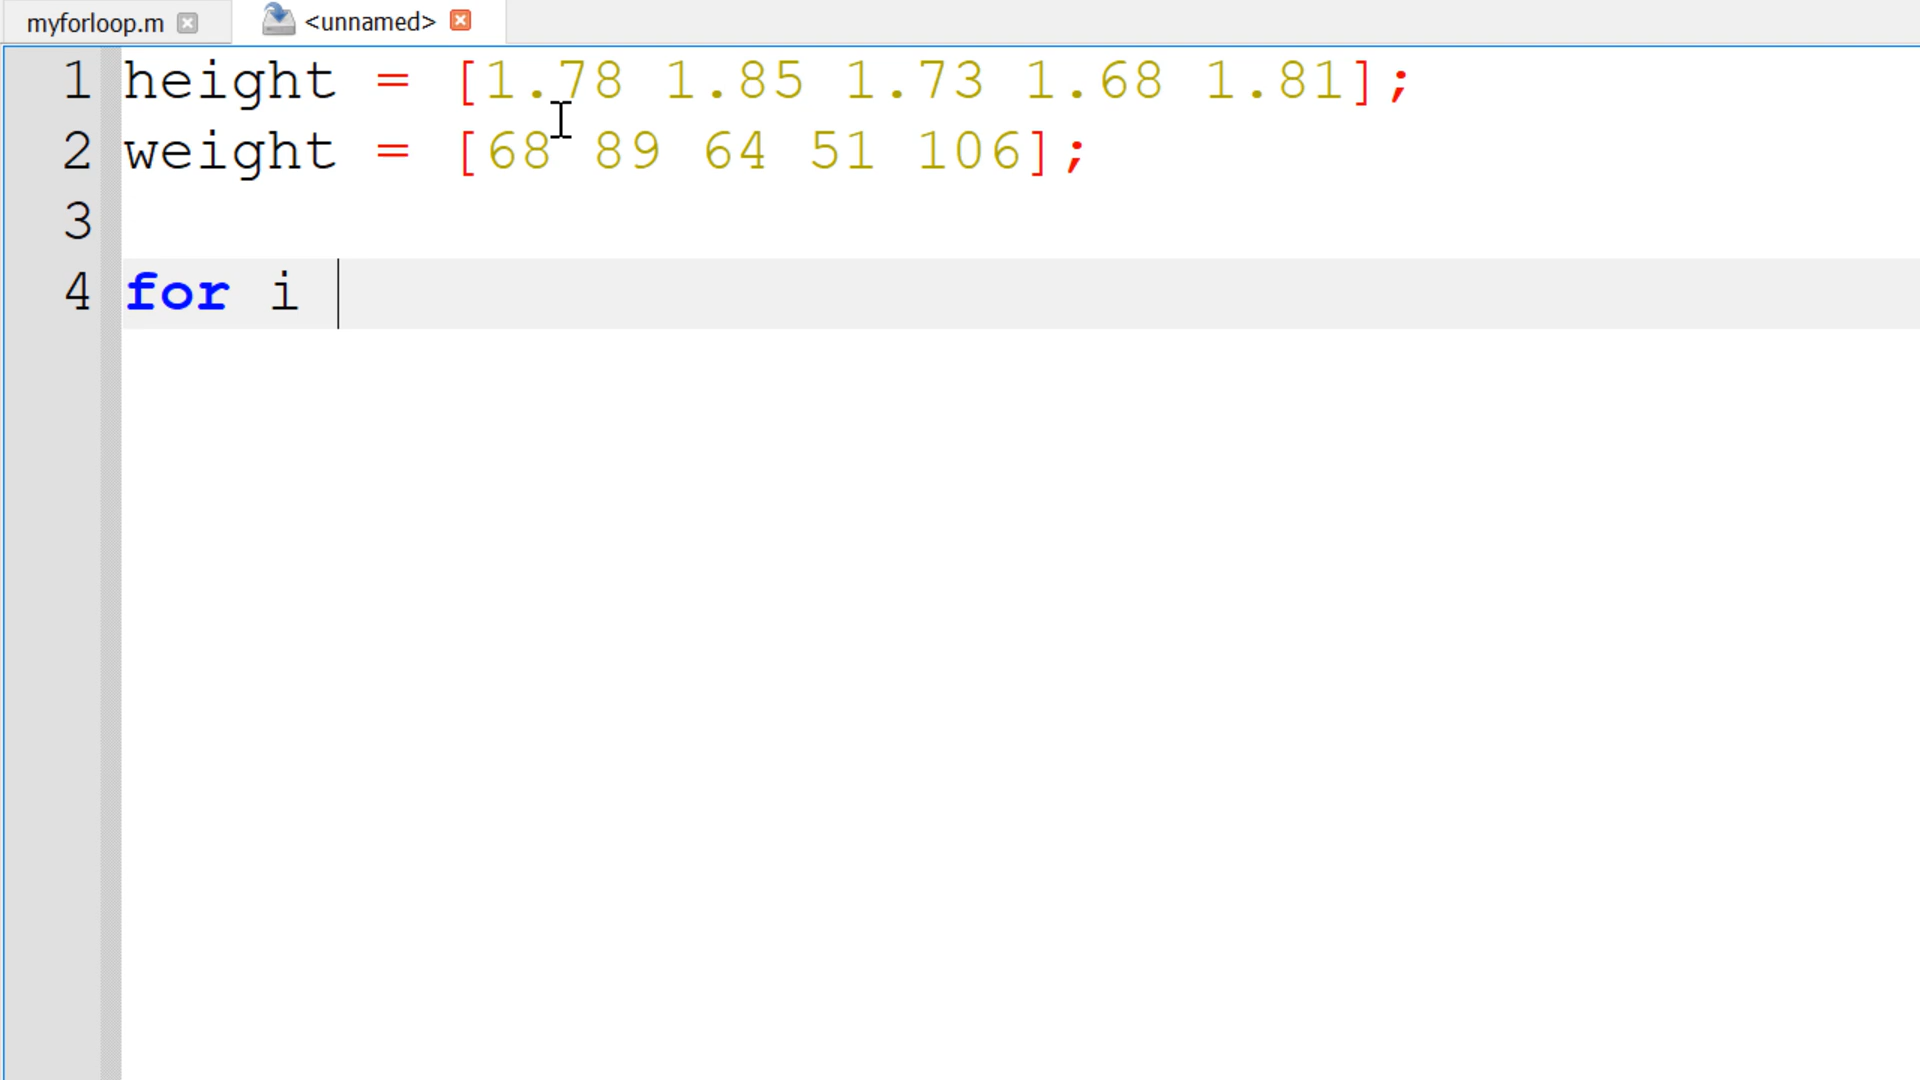 myforloop.m <unnamed>
1 height = [1.78 1.85 1.73 1.68 1.81];
2 weight = [68 89 64 51 106];
3
4 for i